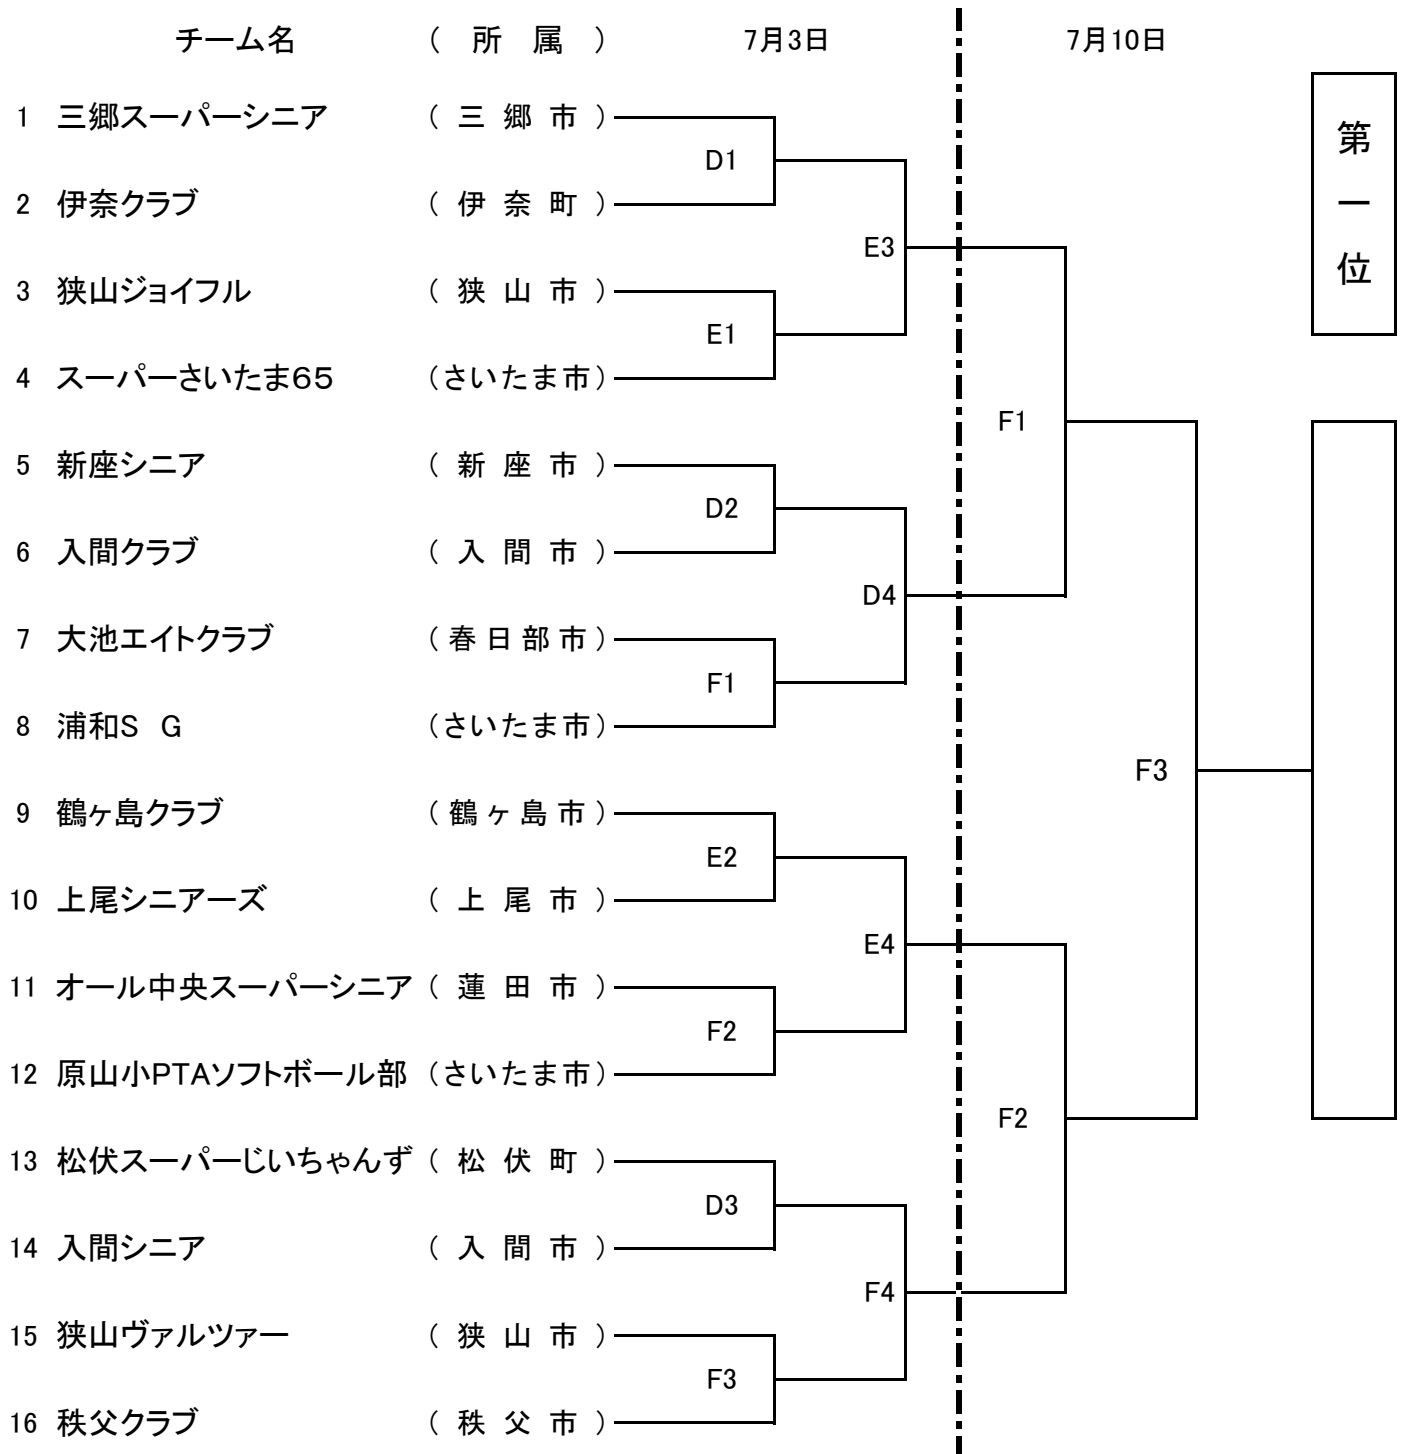 チーム名 ( 所 属 ) 7月3日 7月10日
1 三郷スーパーシニア ( 三 郷 市 )
D1
2 伊奈クラブ ( 伊 奈 町 )
E3
3 狭山ジョイフル ( 狭 山 市 )
E1
4 スーパーさいたま65 (さいたま市)
F1
5 新座シニア ( 新 座 市 )
D2
6 入間クラブ ( 入 間 市 )
D4
7 大池エイトクラブ ( 春日部市 )
F1
8 浦和S G (さいたま市)
F3
9 鶴ヶ島クラブ ( 鶴ヶ島市 )
E2
10 上尾シニアーズ ( 上 尾 市 )
E4
11 オール中央スーパーシニア ( 蓮 田 市 )
F2
12 原山小PTAソフトボール部 (さいたま市)
F2
13 松伏スーパーじいちゃんず ( 松 伏 町 )
D3
14 入間シニア ( 入 間 市 )
F4
15 狭山ヴァルツァー ( 狭 山 市 )
F3
16 秩父クラブ ( 秩 父 市 )
第一位